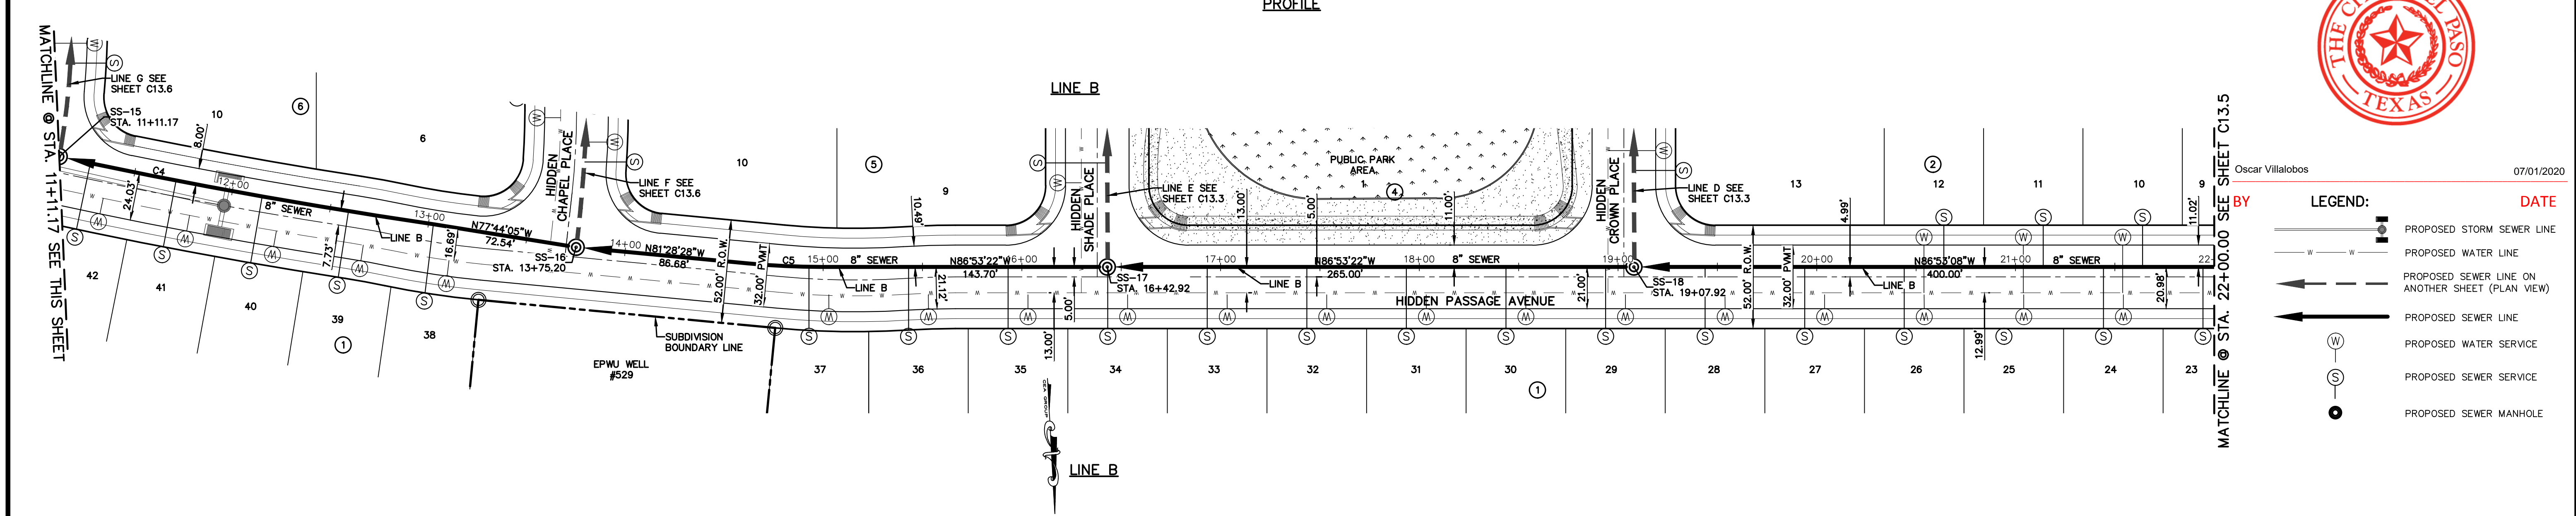 PROFILE
LINE B
MATCHLINE @ STA. 11+11.17 SEE THIS SHEET
LINE G SEE
SHEET C13.6
SS-15
STA. 11+11.17
10
6
8.00'
6
C4
12+00
24.03'
8" SEWER
7.73'
LINE B
13+00
16.69'
N77°44'05"W
72.54'
SS-16
STA. 13+75.20
HIDDEN
CHAPEL PLACE
LINE F SEE
SHEET C13.6
14+00
N81°28'28"W
86.68'
52.00' R.O.W.
32.00' PVMT
10
5
9
10.49'
C5
15+00
8" SEWER
LINE B
21.12'
N86°53'22"W
143.70'
16+00
5.00'
13.00'
HIDDEN
SHADE PLACE
SS-17
STA. 16+42.92
LINE E SEE
SHEET C13.3
PUBLIC PARK
AREA
1
4
13.00'
5.00'
11.00'
17+00
LINE B
N86°53'22"W
265.00'
18+00
8" SEWER
HIDDEN PASSAGE AVENUE
21.00'
HIDDEN
CROWN PLACE
19+00
SS-18
STA. 19+07.92
LINE D SEE
SHEET C13.3
52.00' R.O.W.
32.00' PVMT
13
12
2
11
10
9
4.99'
11.02'
20+00
LINE B
N86°53'08"W
400.00'
21+00
8" SEWER
22
12.99'
20.98'
MATCHLINE @ STA. 22+00.00 SEE SHEET C13.5
42
41
40
39
1
38
SUBDIVISION
BOUNDARY LINE
EPWU WELL
#529
37
36
35
34
33
32
31
30
1
29
28
27
26
25
24
23
CEA GROUP
LINE B
TEXAS
Oscar Villalobos
07/01/2020
BY
LEGEND:
DATE
PROPOSED STORM SEWER LINE
W W PROPOSED WATER LINE
PROPOSED SEWER LINE ON
ANOTHER SHEET (PLAN VIEW)
PROPOSED SEWER LINE
W PROPOSED WATER SERVICE
S PROPOSED SEWER SERVICE
PROPOSED SEWER MANHOLE